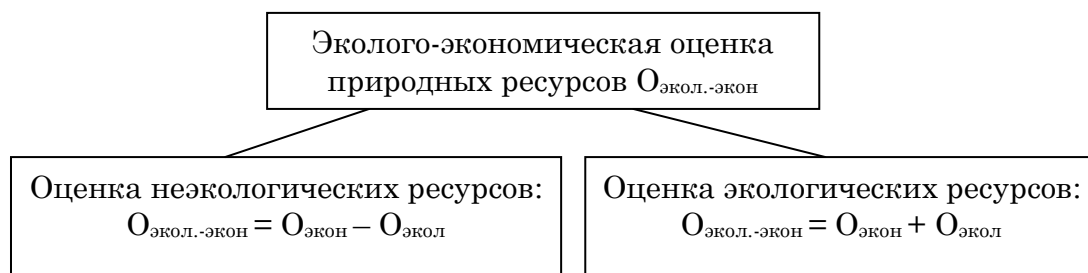 Эколого-экономическая оценка
природных ресурсов Оэкол.-экон
Оценка неэкологических ресурсов:
Оэкол.-экон = Оэкон – Оэкол
Оценка экологических ресурсов:
Оэкол.-экон = Оэкон + Оэкол